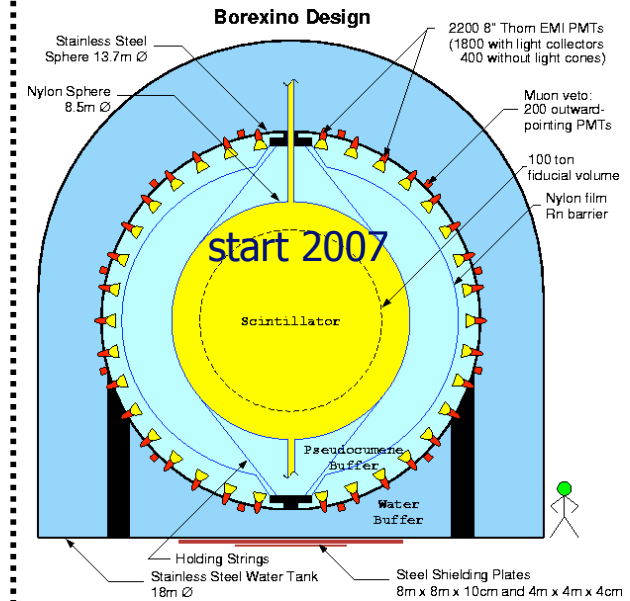 Borexino Design
Stainless Steel
Sphere 13.7m Ø
Nylon Sphere
8.5m Ø
2200 8" Thorn EMI PMTs
(1800 with light collectors
400 without light cones)
Muon veto:
200 outward-
pointing PMTs
100 ton
fiducial volume
Nylon film
Rn barrier
start 2007
Scintillator
Pseudocumene
Buffer
Water
Buffer
Holding Strings
Stainless Steel Water Tank
18m Ø
Steel Shielding Plates
8m x 8m x 10cm and 4m x 4m x 4cm